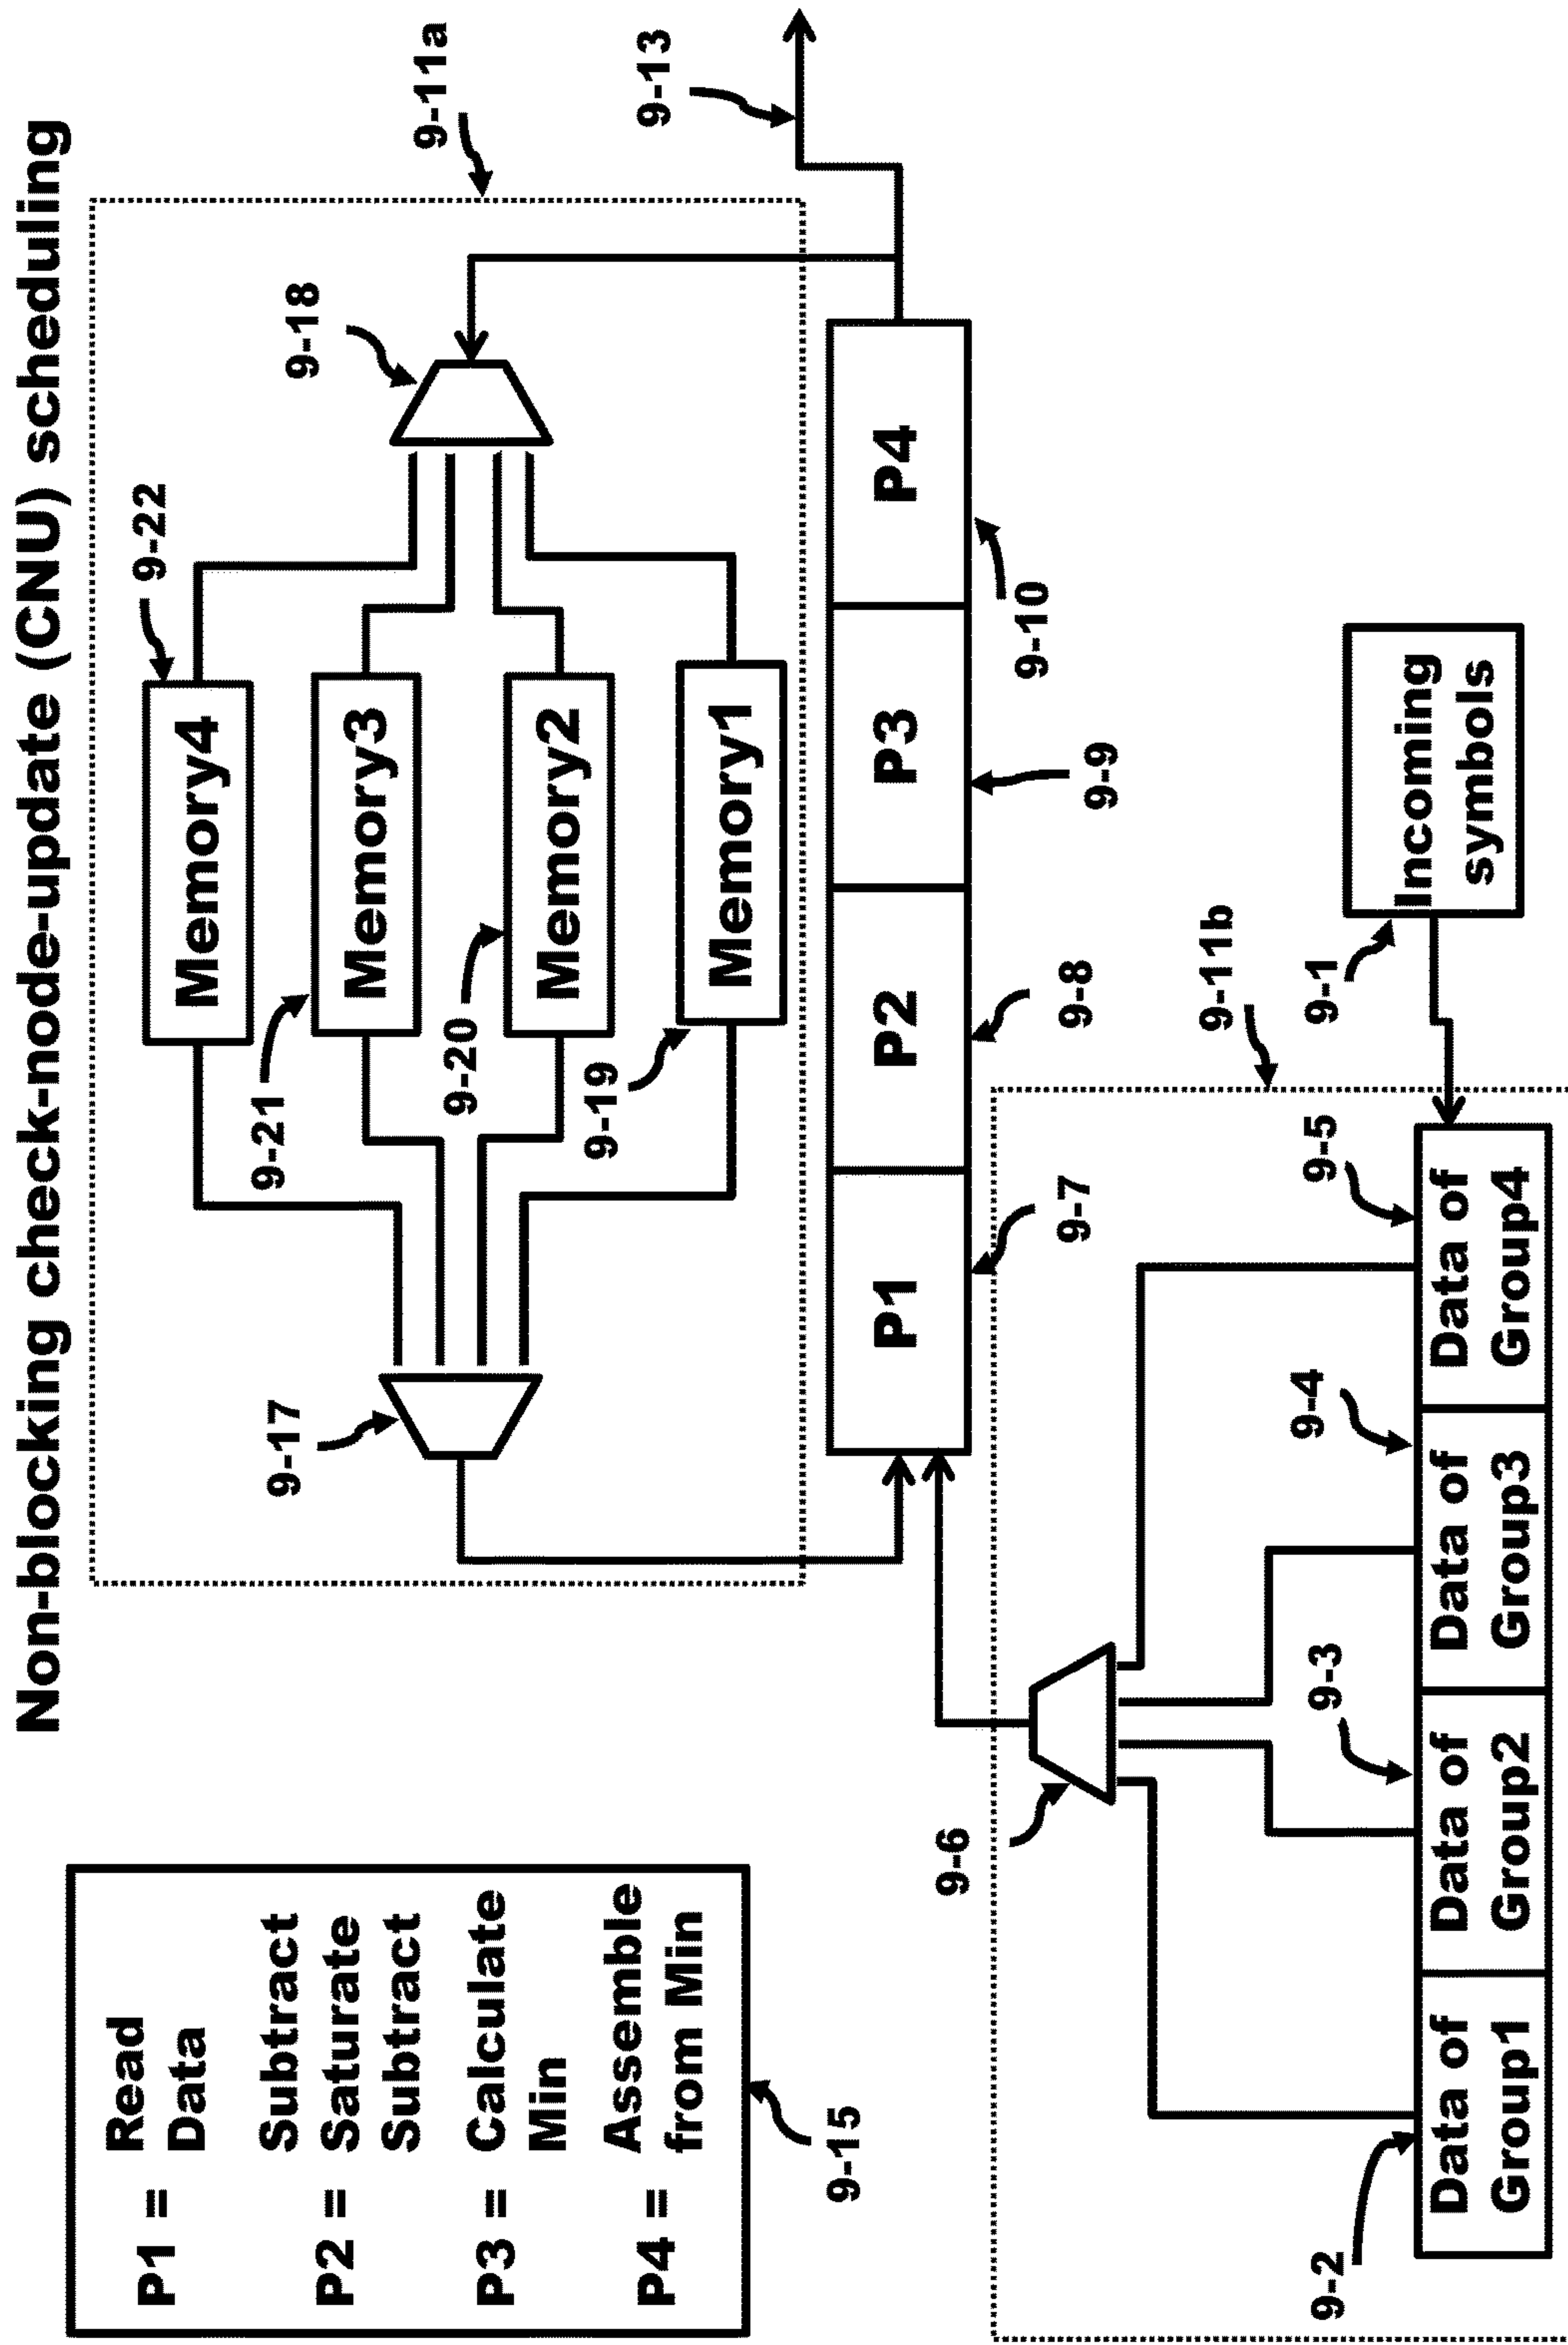 Non-blocking check-node-update (CNU) scheduling
P1 = Read
Data
Subtract
P2 = Saturate
Subtract
P3 = Calculate
Min
P4 = Assemble
from Min
9-15
9-11a
9-22
Memory4
9-18
9-21
Memory3
9-17
9-20
Memory2
9-19
Memory1
9-13
P1
P2
P3
P4
9-7
9-8
9-9
9-10
9-6
9-11b
9-1
Incoming
symbols
9-2
9-3
9-4
9-5
Data of
Group1
Data of
Group2
Data of
Group3
Data of
Group4